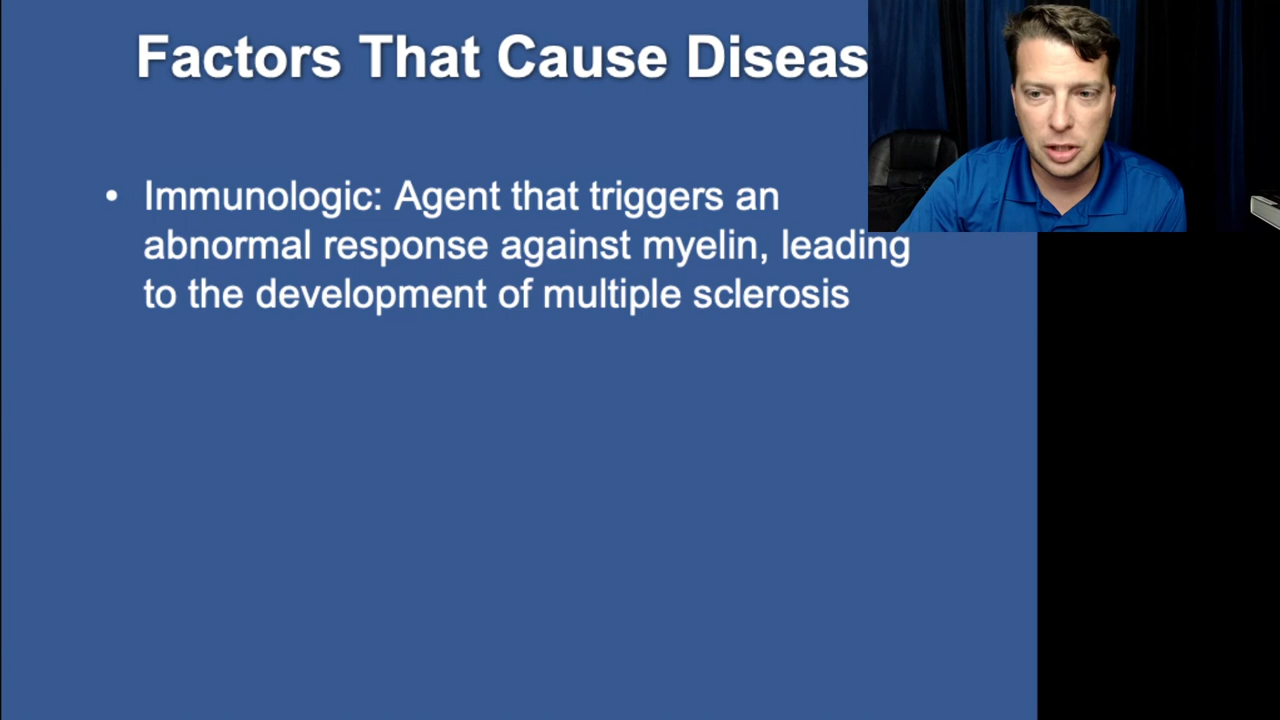 Factors That Cause Diseas
• Immunologic: Agent that triggers an
abnormal response against myelin, leading
to the development of multiple sclerosis